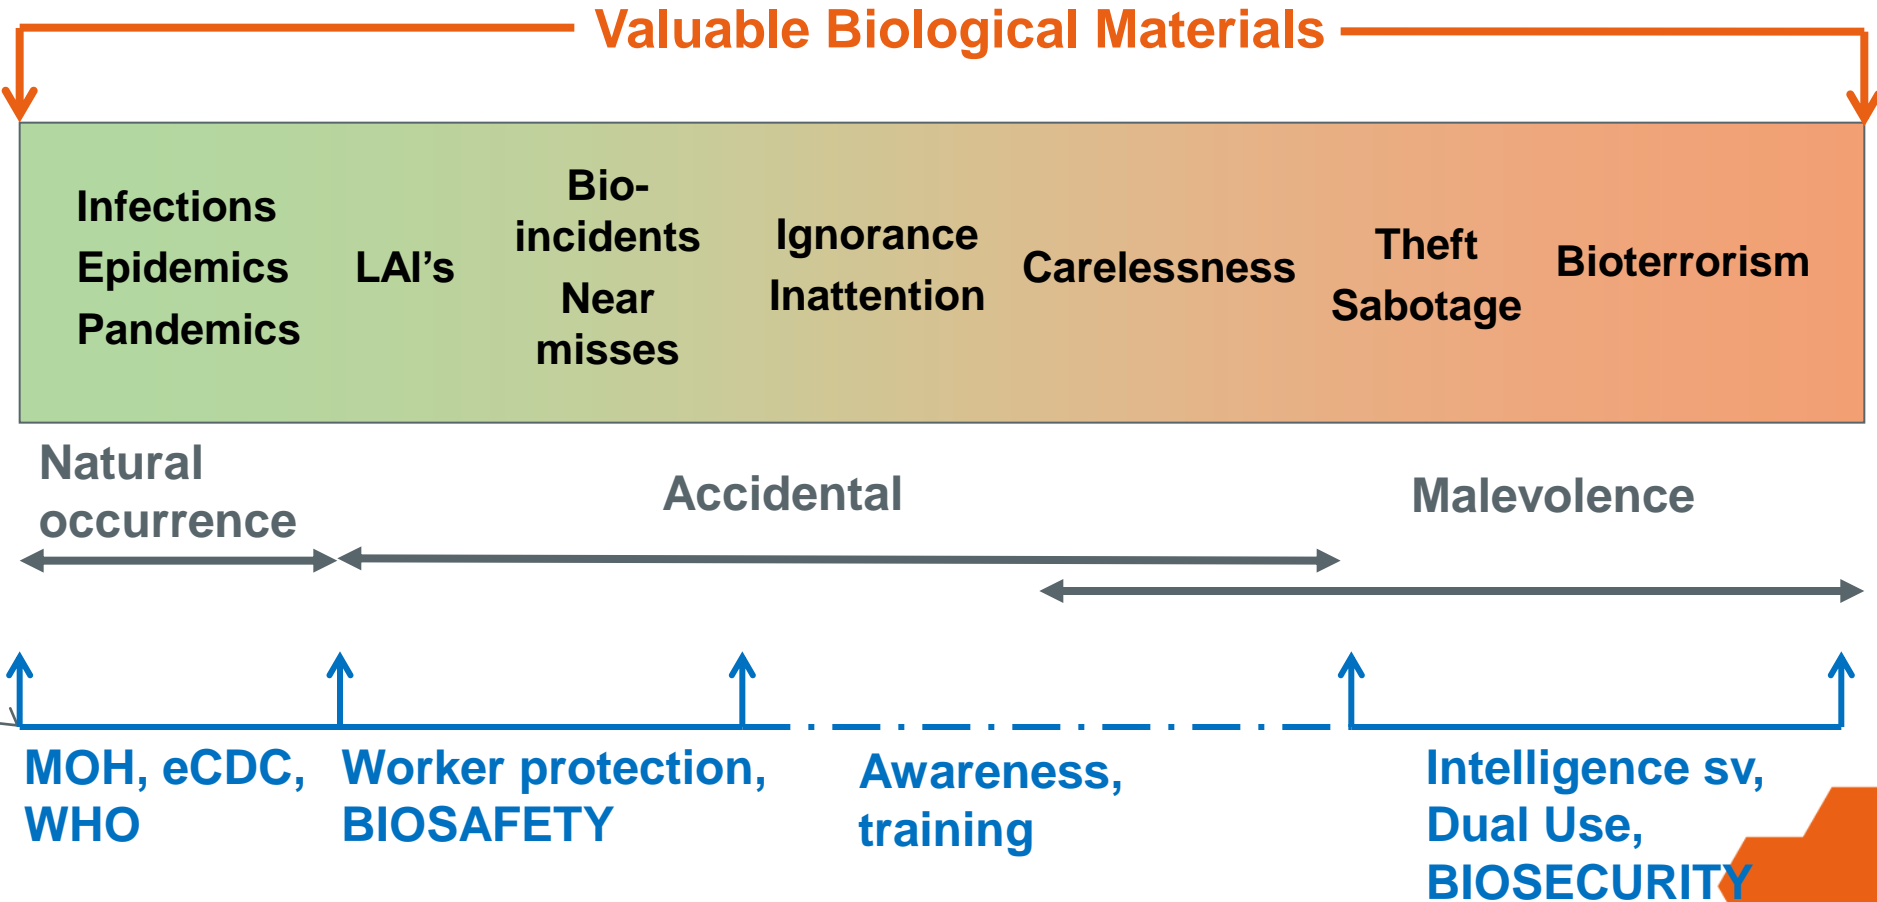 Valuable Biological Materials
Infections
Epidemics
Pandemics
LAI’s
Bio-
incidents
Near
misses
Ignorance
Inattention
Carelessness
Theft
Sabotage
Bioterrorism
Natural
occurrence
Accidental
Malevolence
MOH, eCDC,
WHO
Worker protection,
BIOSAFETY
Awareness,
training
Intelligence sv,
Dual Use,
BIOSECURITY